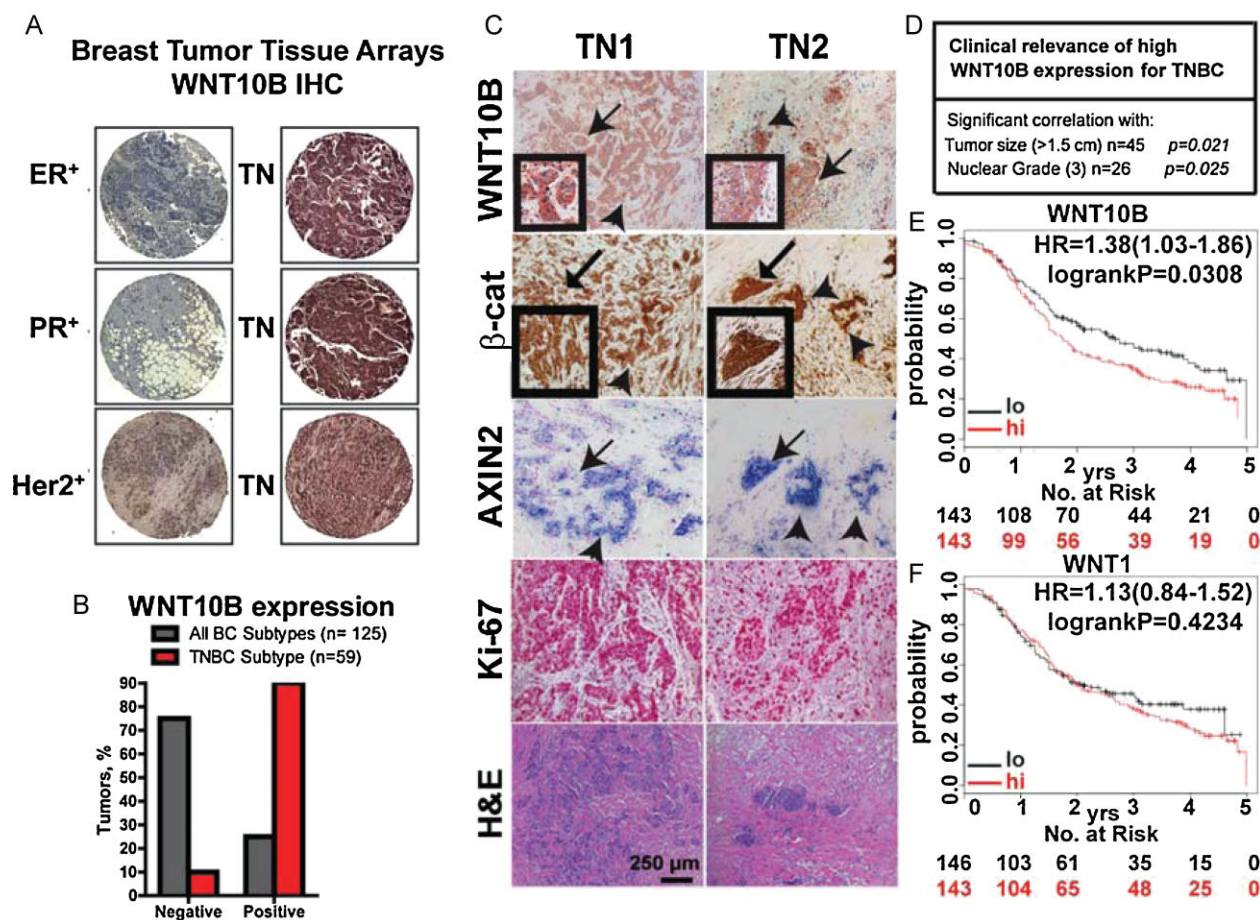 A
Breast Tumor Tissue Arrays
WNT10B IHC
ER+
TN
PR+
TN
Her2+
TN
B
WNT10B expression
All BC Subtypes (n= 125)
TNBC Subtype (n=59)
Tumors, %
90
80
70
60
50
40
30
20
10
0
Negative
Positive
C
TN1
TN2
WNT10B
β-cat
AXIN2
Ki-67
H&E
250 µm
D
Clinical relevance of high
WNT10B expression for TNBC
Significant correlation with:
Tumor size (>1.5 cm) n=45 p=0.021
Nuclear Grade (3) n=26 p=0.025
E
WNT10B
HR=1.38(1.03-1.86)
logrankP=0.0308
probability
1.0
0.8
0.6
0.4
0.2
0.0
lo
hi
0 1 2 3 4 5
yrs
No. at Risk
143 108 70 44 21 0
143 99 56 39 19 0
F
WNT1
HR=1.13(0.84-1.52)
logrankP=0.4234
probability
1.0
0.8
0.6
0.4
0.2
0.0
lo
hi
0 1 2 3 4 5
yrs
No. at Risk
146 103 61 35 15 0
143 104 65 48 25 0